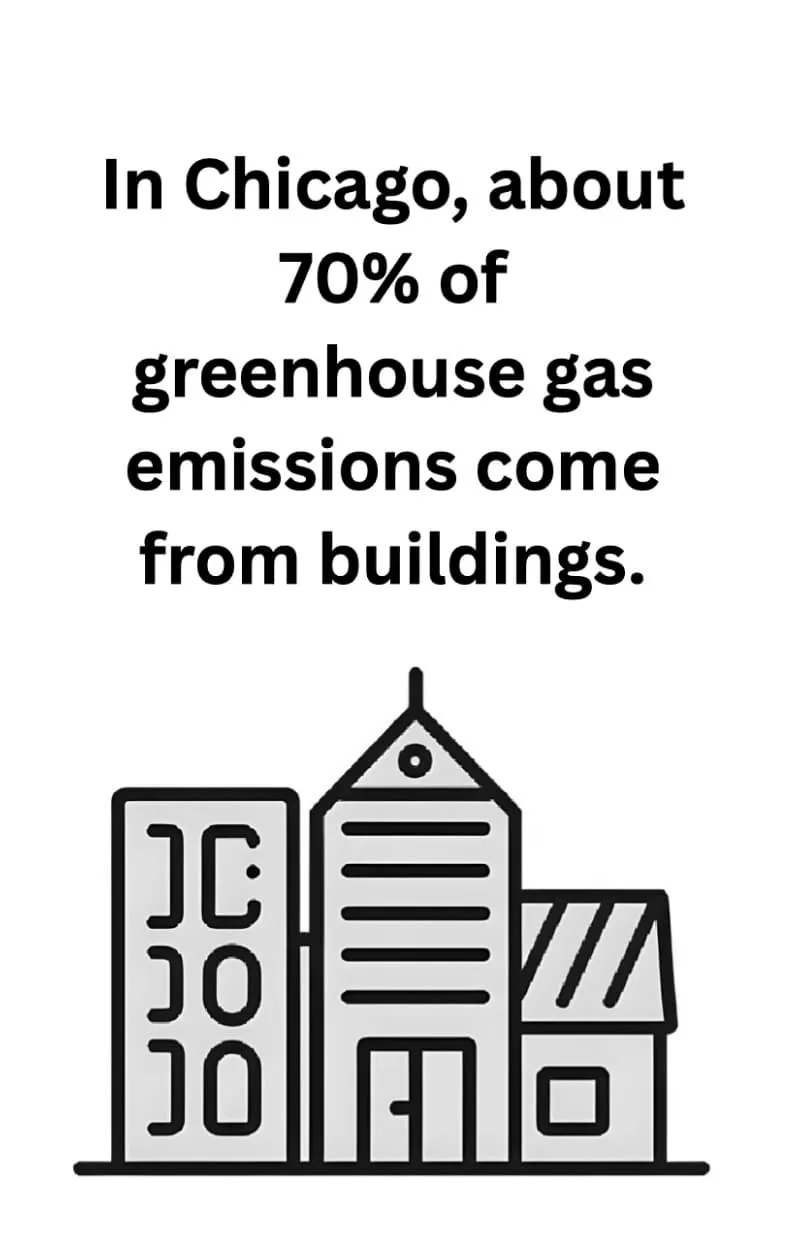 In Chicago, about
70% of
greenhouse gas
emissions come
from buildings.